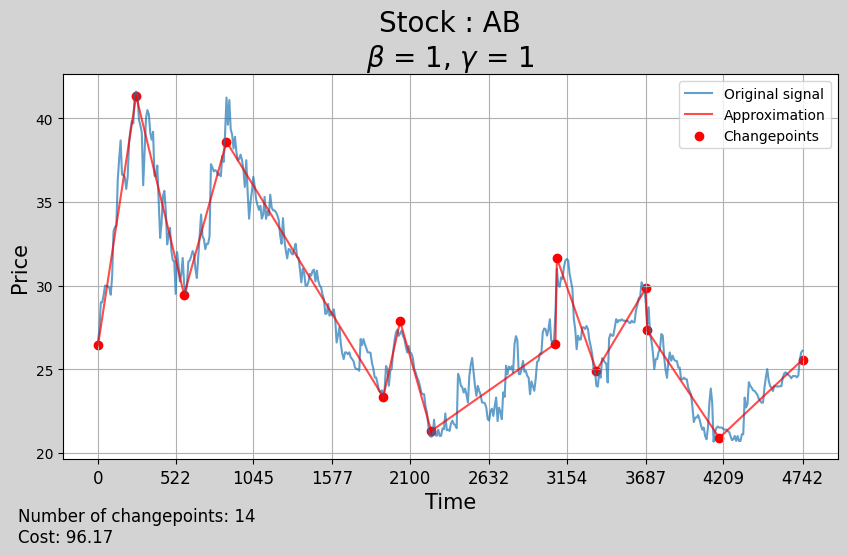 Stock : AB
β = 1, γ = 1
Original signal
Approximation
Changepoints
Price
40
35
30
25
20
0 522 1045 1577 2100 2632 3154 3687 4209 4742
Time
Number of changepoints: 14
Cost: 96.17